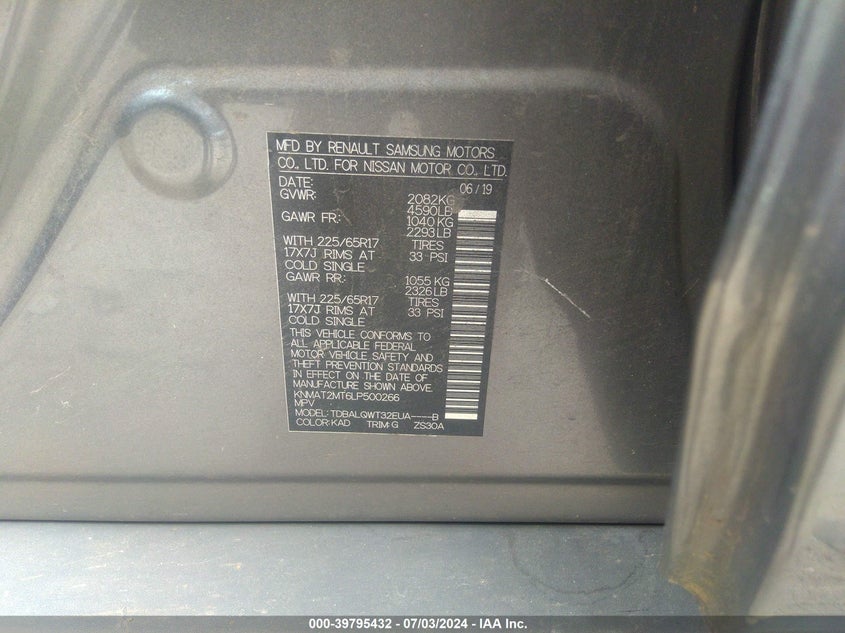 MFD BY RENAULT SAMSUNG MOTORS
CO., LTD. FOR NISSAN MOTOR CO., LTD.
DATE: 06/19
GVWR: 2082KG
4590LB
GAWR FR: 1040KG
2293LB
WITH 225/65R17 TIRES
17X7J RIMS AT 33 PSI
COLD SINGLE
GAWR RR: 1055 KG
2326LB
WITH 225/65R17 TIRES
17X7J RIMS AT 33 PSI
COLD SINGLE
THIS VEHICLE CONFORMS TO
ALL APPLICABLE FEDERAL
MOTOR VEHICLE SAFETY AND
THEFT PREVENTION STANDARDS
IN EFFECT ON THE DATE OF
MANUFACTURE SHOWN ABOVE.
KNMAT2MT6LP500266
MPV
MODEL: TDBALQWT32EUA----B
COLOR:KAD TRIM:G ZS30A
000-39795432 - 07/03/2024 - IAA Inc.